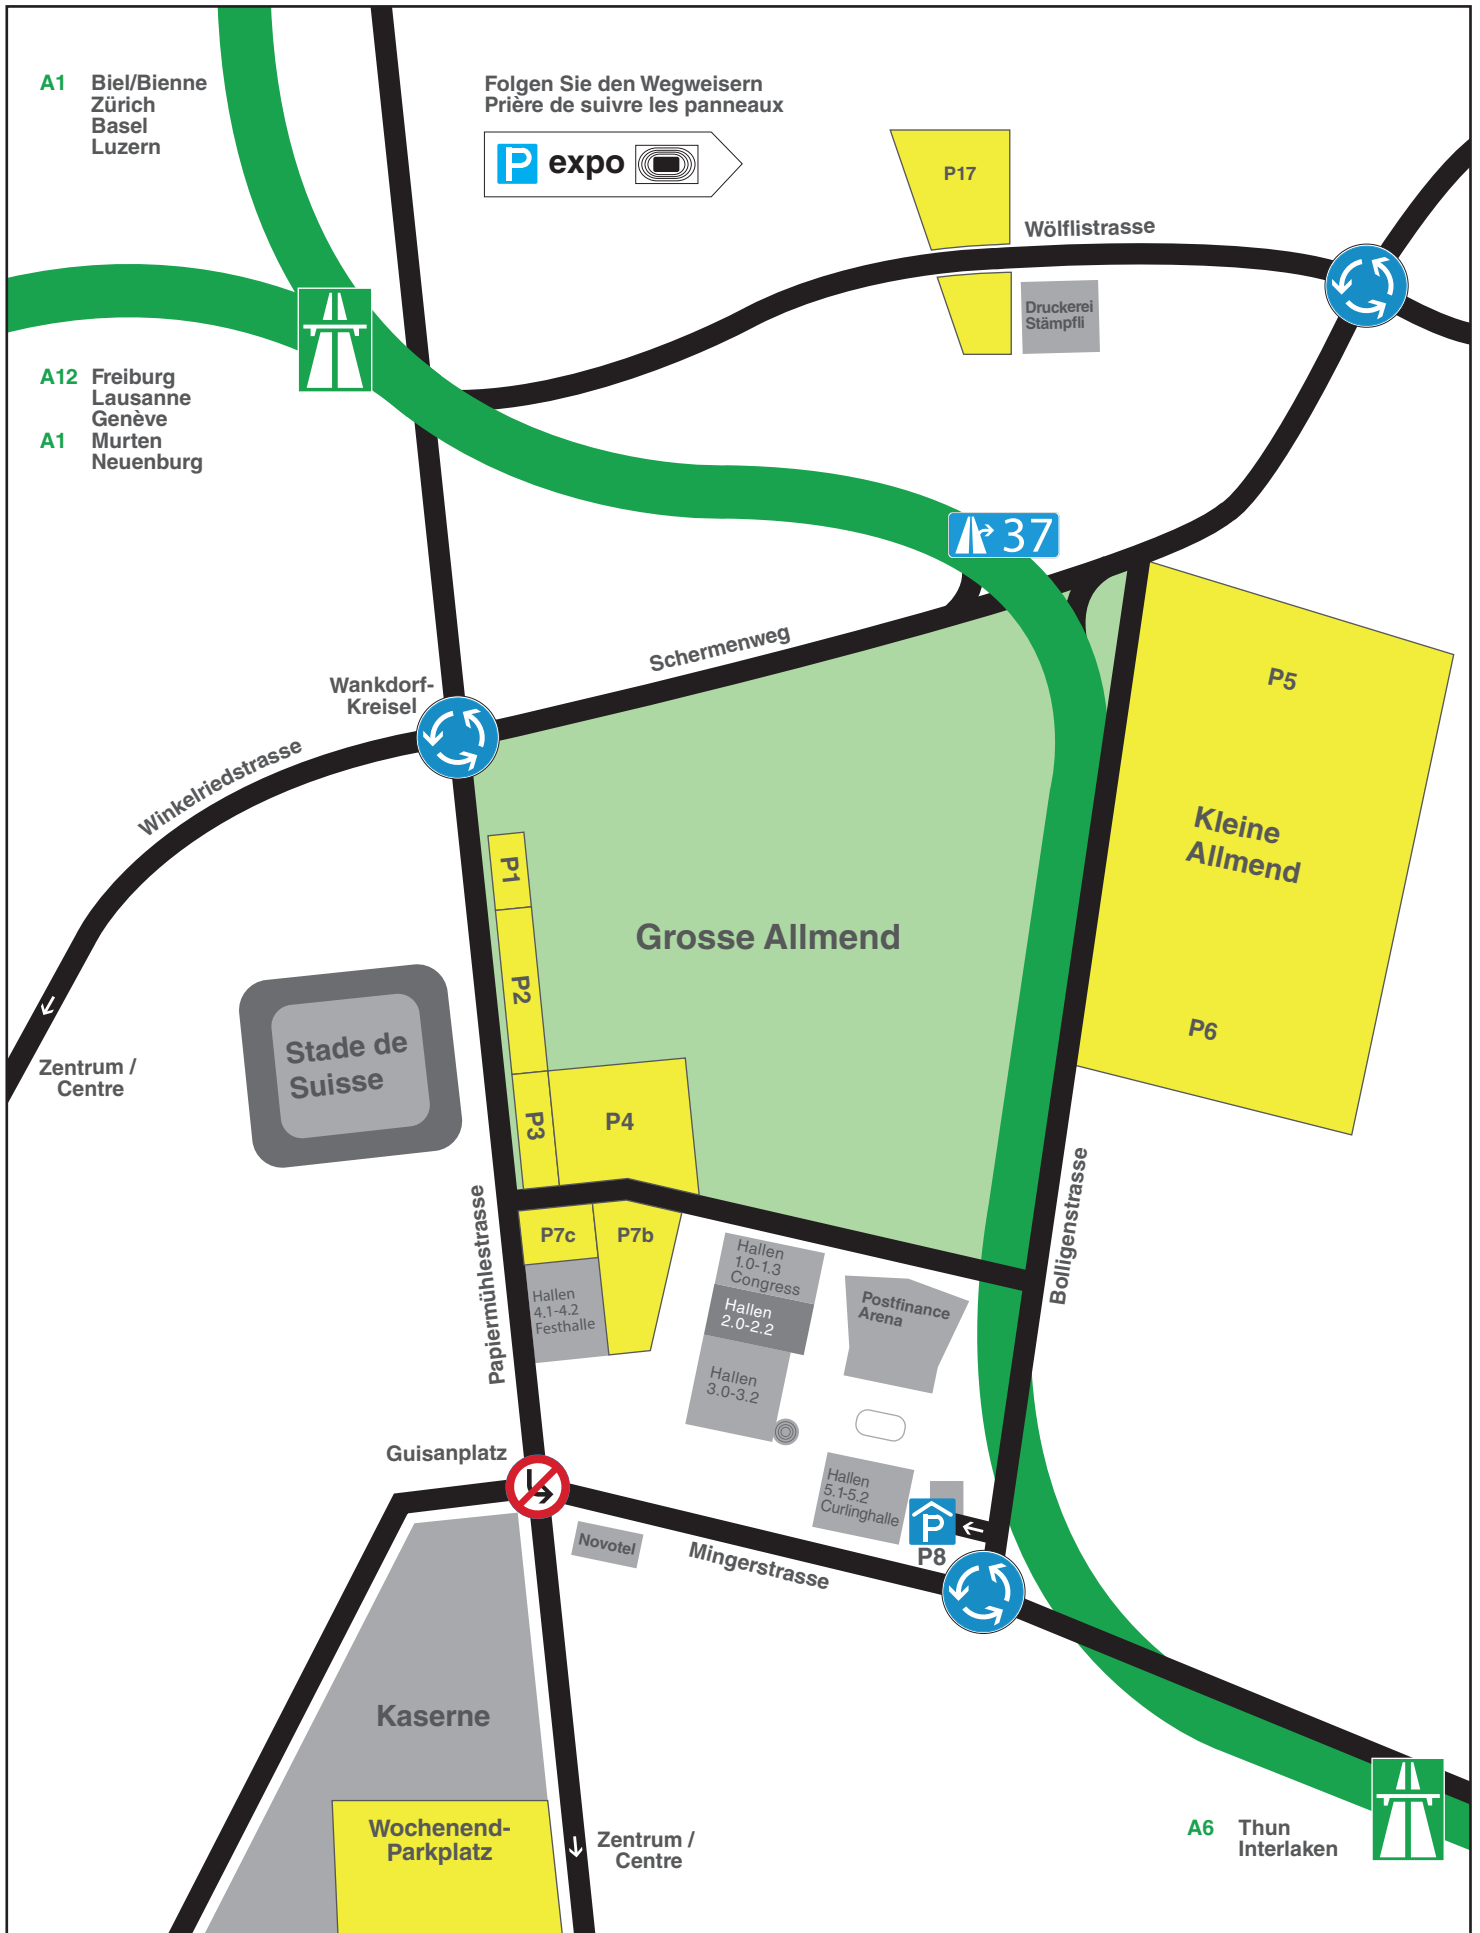 A1 Biel/Bienne
Zürich
Basel
Luzern
Folgen Sie den Wegweisern
Prière de suivre les panneaux
P expo
P17
Wölflistrasse
Druckerei
Stämpfli
A12 Freiburg
Lausanne
Genève
A1 Murten
Neuenburg
37
Schermenweg
Wankdorf-
Kreisel
Winkelriedstrasse
P5
Kleine
Allmend
P6
P1
P2
P3
P4
Grosse Allmend
Stade de
Suisse
Zentrum /
Centre
Papiermühlestrasse
Bolligenstrasse
P7c
P7b
Hallen
4.1-4.2
Festhalle
Hallen
1.0-1.3
Congress
Hallen
2.0-2.2
Hallen
3.0-3.2
Postfinance
Arena
Guisanplatz
Hallen
5.1-5.2
Curlinghalle
P
P8
Novotel
Mingerstrasse
Kaserne
Wochenend-
Parkplatz
Zentrum /
Centre
A6 Thun
Interlaken